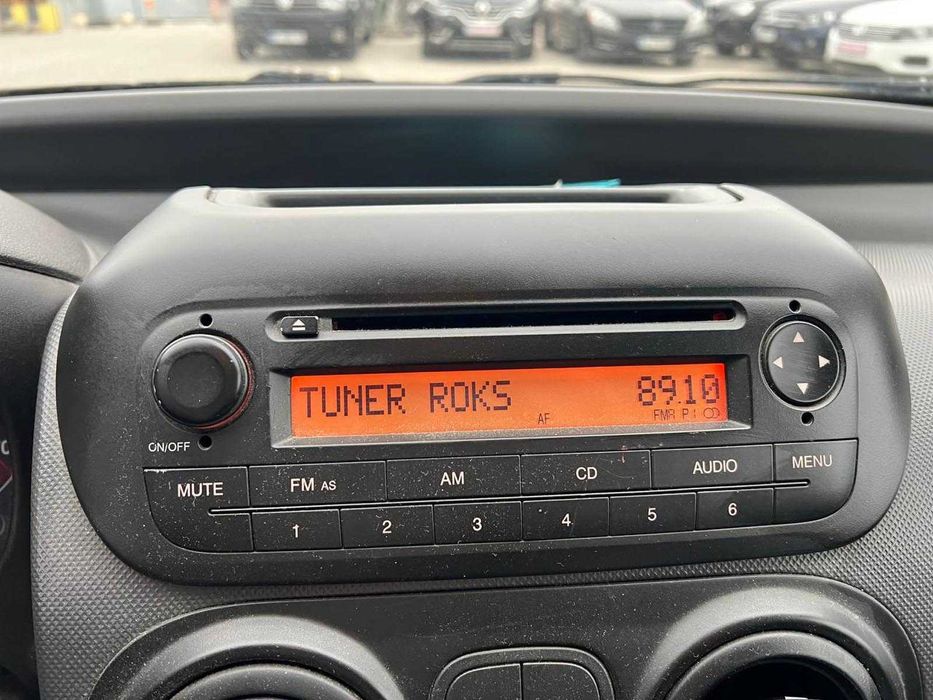 TUNER ROKS 89.10
AF FMR P1
ON/OFF
MUTE FM AS AM CD AUDIO MENU
1 2 3 4 5 6